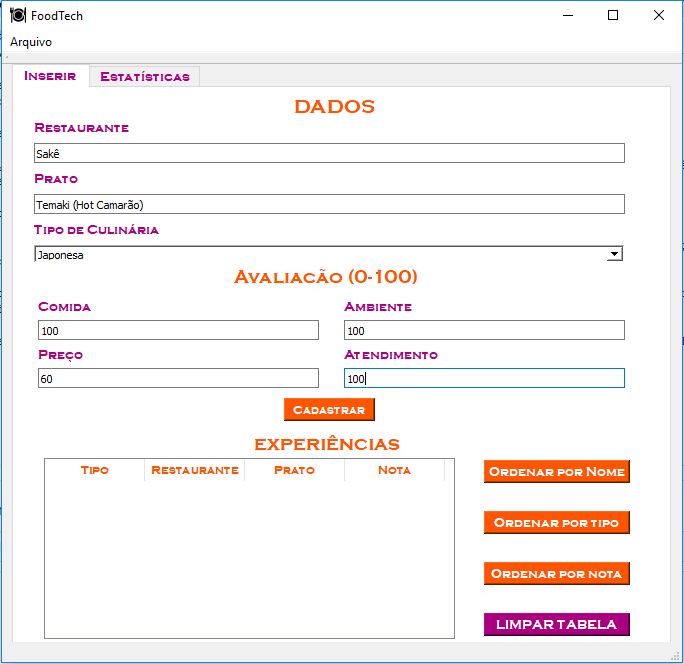 FoodTech
Arquivo
Inserir Estatísticas
DADOS
Restaurante
Sakê
Prato
Temaki (Hot Camarão)
Tipo de Culinária
Japonesa
Avaliacão (0-100)
Comida Ambiente
100 100
Preço Atendimento
60 100
Cadastrar
EXPERIÊNCIAS
Tipo Restaurante Prato Nota
Ordenar por Nome
Ordenar por tipo
Ordenar por nota
LIMPAR TABELA